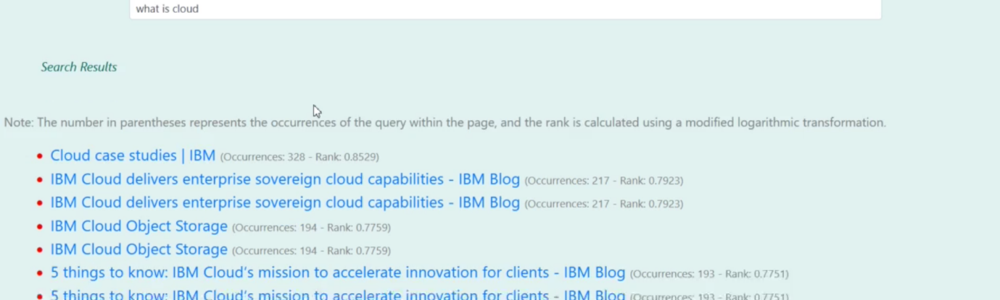 what is cloud
Search Results
Note: The number in parentheses represents the occurrences of the query within the page, and the rank is calculated using a modified logarithmic transformation.
Cloud case studies | IBM (Occurrences: 328 - Rank: 0.8529)
IBM Cloud delivers enterprise sovereign cloud capabilities - IBM Blog (Occurrences: 217 - Rank: 0.7923)
IBM Cloud delivers enterprise sovereign cloud capabilities - IBM Blog (Occurrences: 217 - Rank: 0.7923)
IBM Cloud Object Storage (Occurrences: 194 - Rank: 0.7759)
IBM Cloud Object Storage (Occurrences: 194 - Rank: 0.7759)
5 things to know: IBM Cloud's mission to accelerate innovation for clients - IBM Blog (Occurrences: 193 - Rank: 0.7751)
5 things to know: IBM Cloud's mission to accelerate innovation for clients - IBM Blog (Occurrences: 193 - Rank: 0.7751)